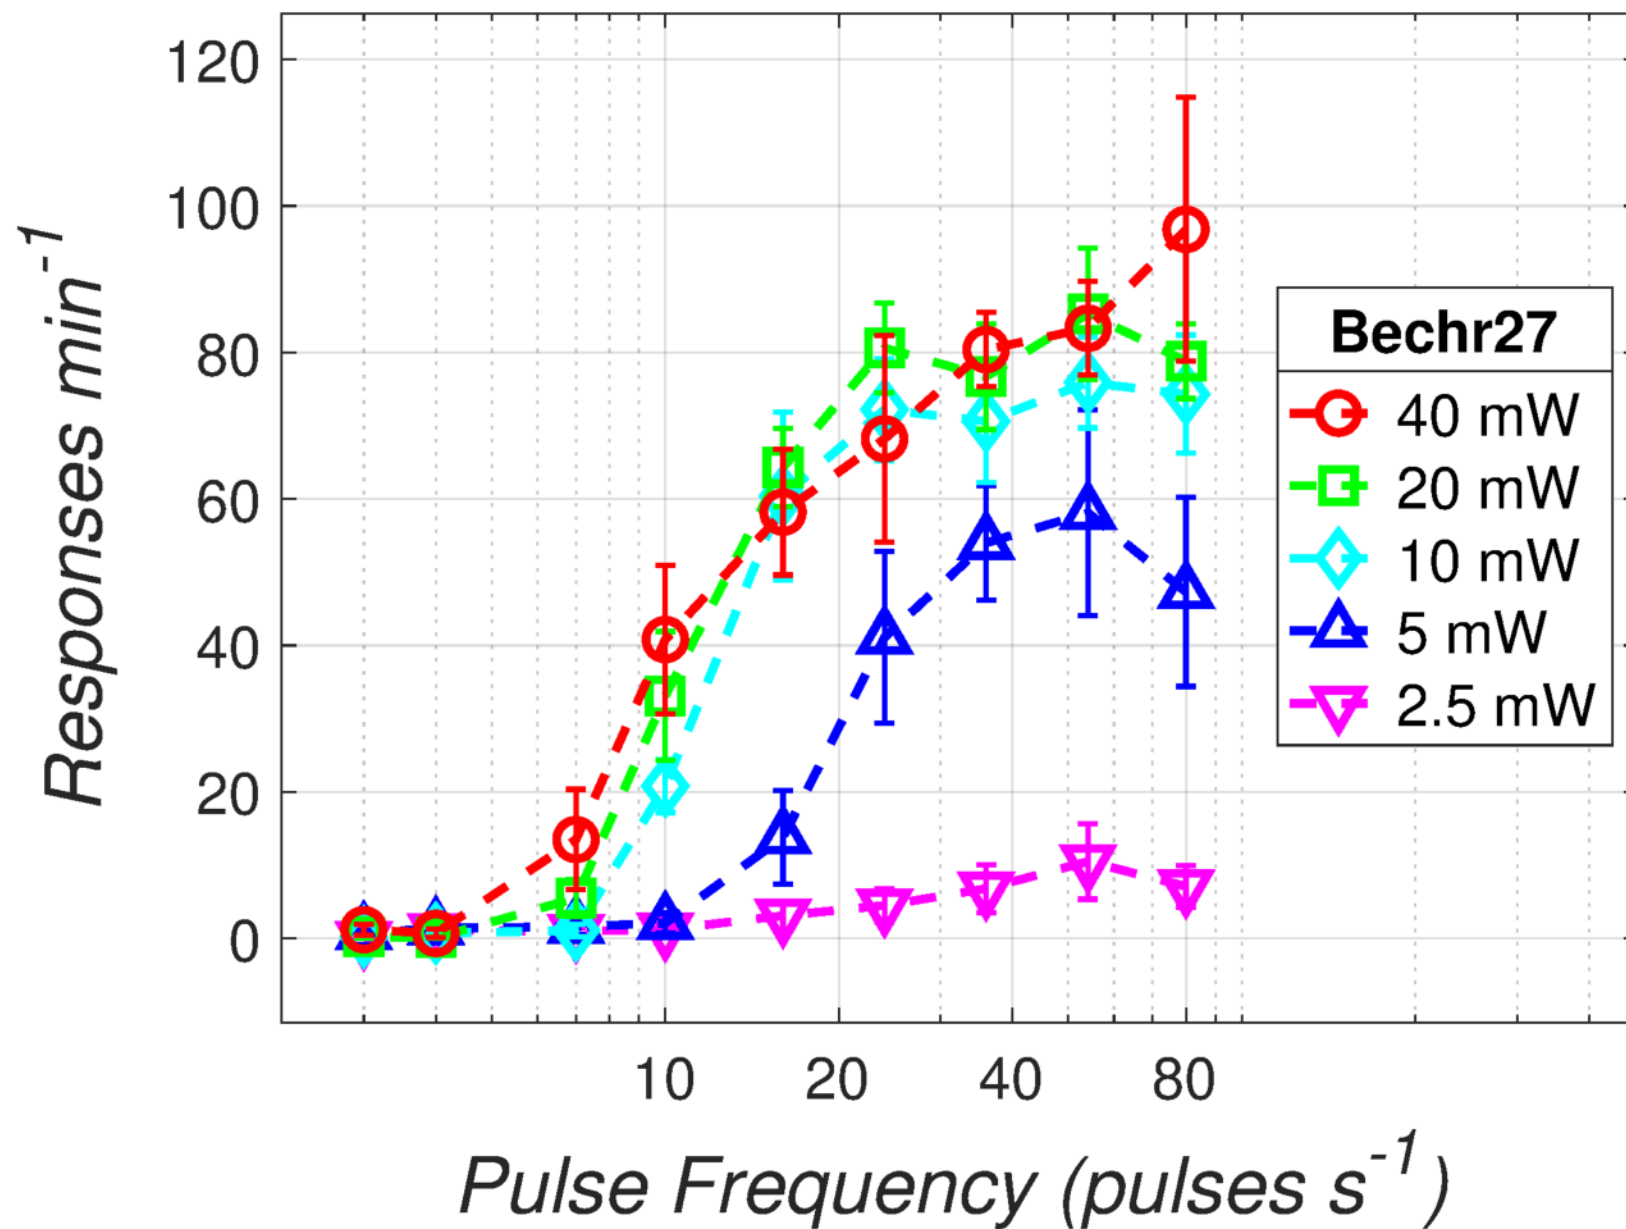 120
100
80
60
40
20
0
Responses min-1
10 20 40 80
Pulse Frequency (pulses s-1)
Bechr27
40 mW
20 mW
10 mW
5 mW
2.5 mW